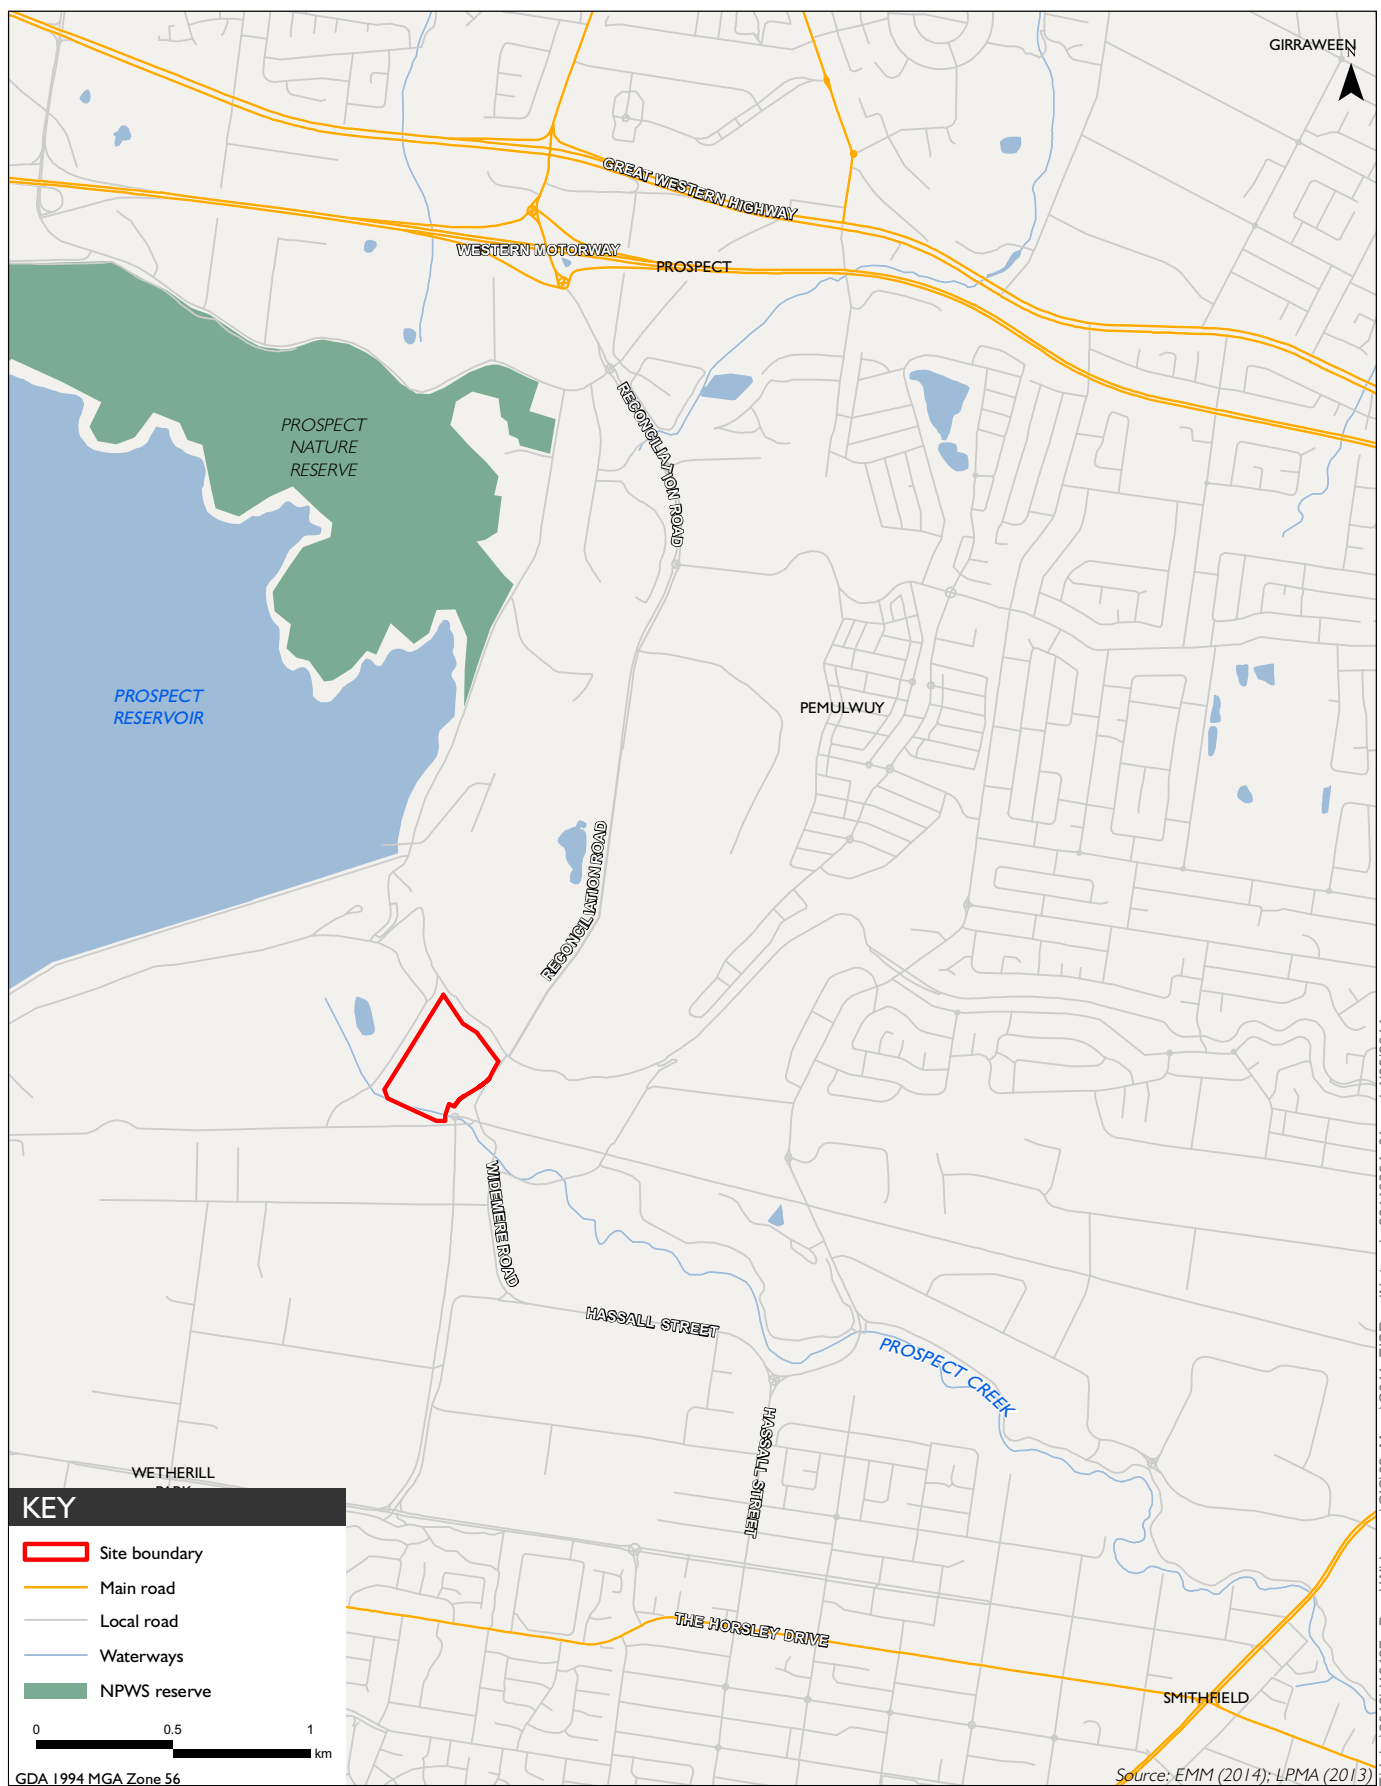 GIRRAWEEN
N
GREAT WESTERN HIGHWAY
WESTERN MOTORWAY
PROSPECT
RECONCILIATION ROAD
PROSPECT
NATURE
RESERVE
PROSPECT
RESERVOIR
PEMULWUY
RECONCILIATION ROAD
WIDEMERE ROAD
HASSALL STREET
PROSPECT CREEK
HASSALL STREET
WETHERILL
PARK
KEY
Site boundary
Main road
Local road
Waterways
NPWS reserve
0 0.5 1
km
GDA 1994 MGA Zone 56
THE HORSLEY DRIVE
SMITHFIELD
Source: EMM (2014); LPMA (2013)